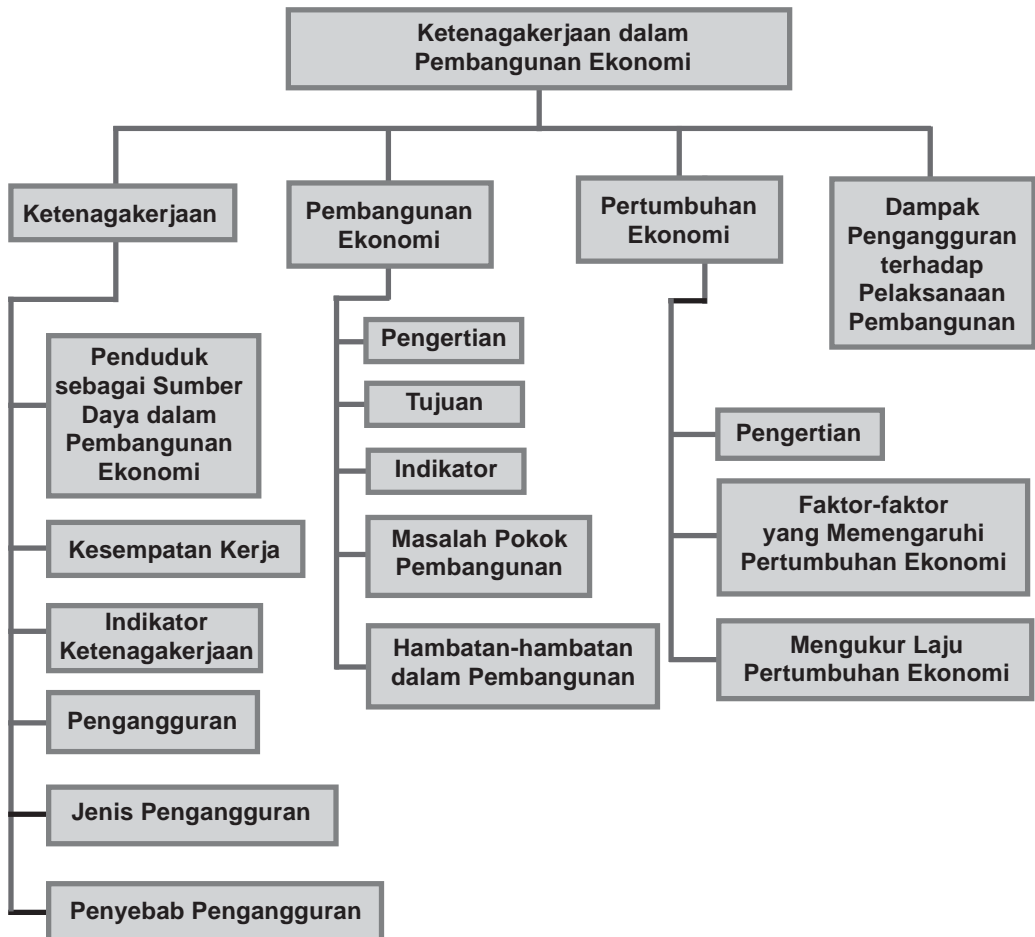 Ketenagakerjaan dalam
Pembangunan Ekonomi
Ketenagakerjaan
Penduduk
sebagai Sumber
Daya dalam
Pembangunan
Ekonomi
Kesempatan Kerja
Indikator
Ketenagakerjaan
Pengangguran
Jenis Pengangguran
Penyebab Pengangguran
Pembangunan
Ekonomi
Pengertian
Tujuan
Indikator
Masalah Pokok
Pembangunan
Hambatan-hambatan
dalam Pembangunan
Pertumbuhan
Ekonomi
Pengertian
Faktor-faktor
yang Memengaruhi
Pertumbuhan Ekonomi
Mengukur Laju
Pertumbuhan Ekonomi
Dampak
Pengangguran
terhadap
Pelaksanaan
Pembangunan